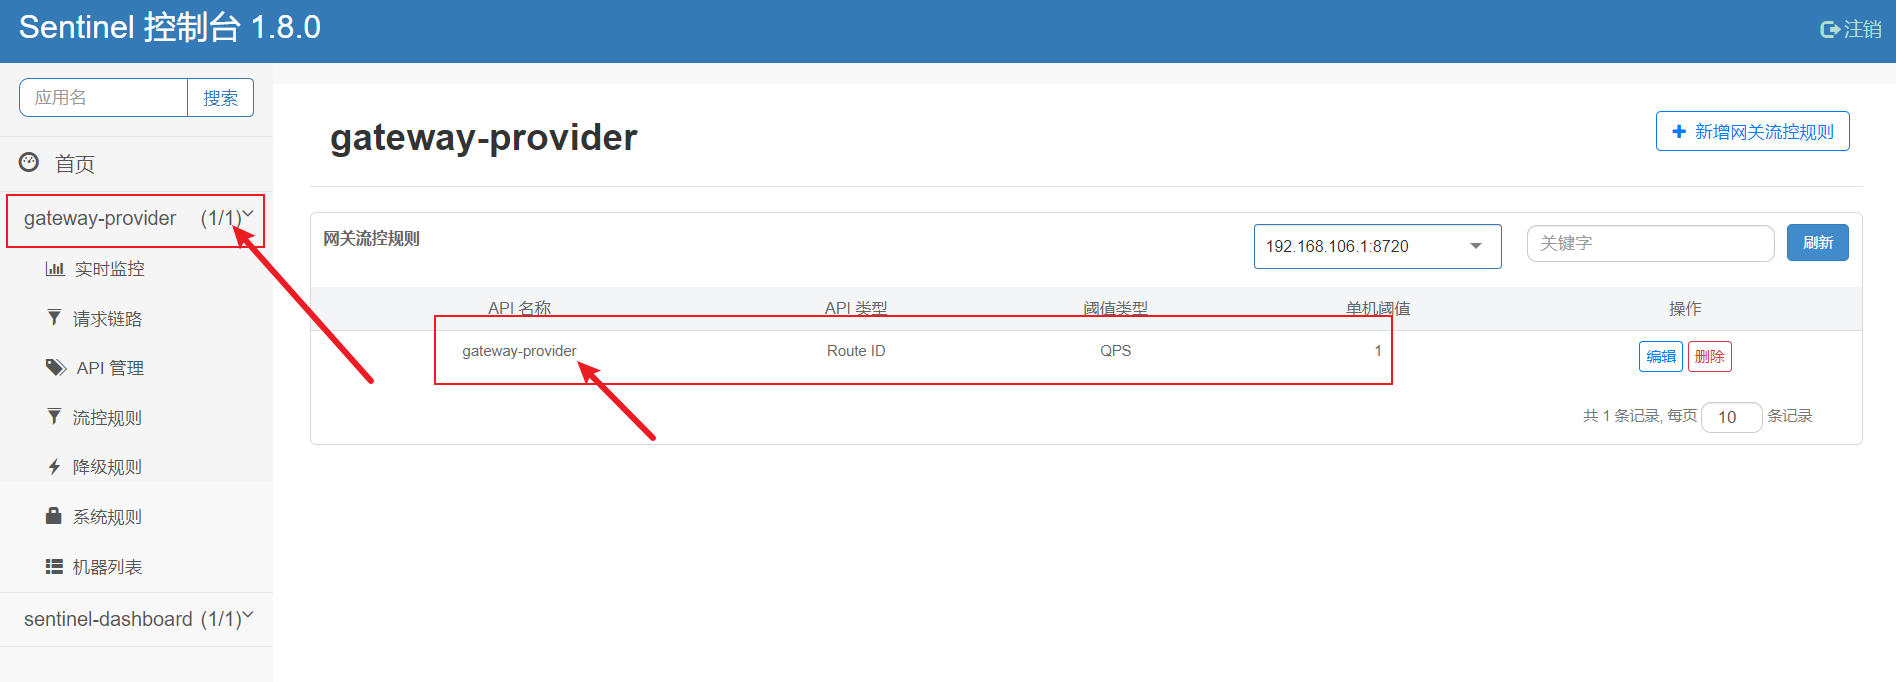 Sentinel 控制台 1.8.0
注销
应用名 搜索
首页
gateway-provider (1/1)
实时监控
请求链路
API 管理
流控规则
降级规则
系统规则
机器列表
sentinel-dashboard (1/1)
gateway-provider
新增网关流控规则
网关流控规则
192.168.106.1:8720 关键字 刷新
API 名称 API 类型 阈值类型 单机阈值 操作
gateway-provider Route ID QPS 1 编辑 删除
共 1 条记录, 每页 10 条记录